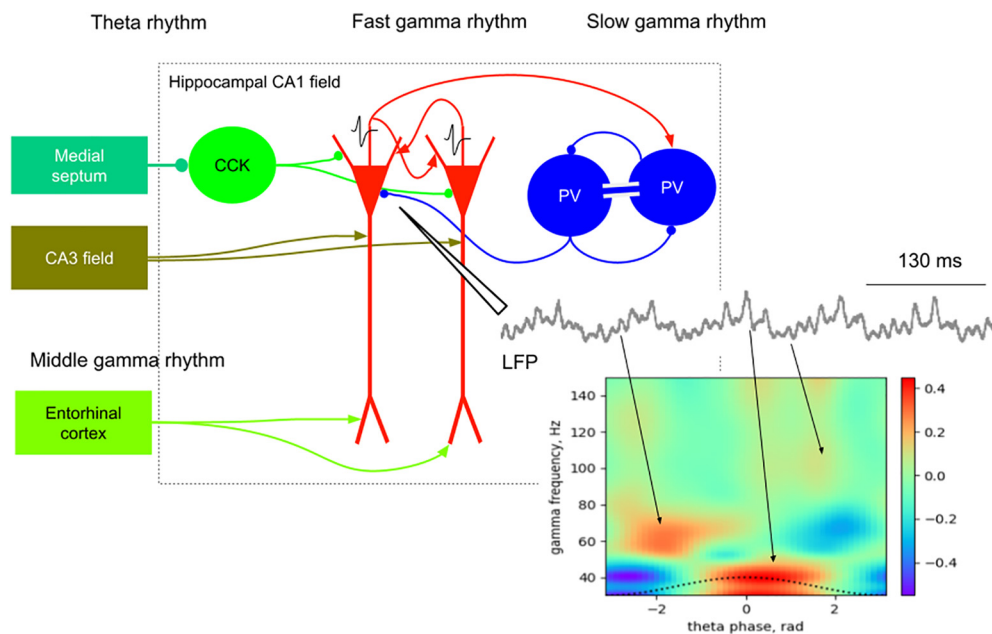 Theta rhythm
Fast gamma rhythm
Slow gamma rhythm
Hippocampal CA1 field
Medial
septum
CCK
PV
PV
CA3 field
130 ms
Middle gamma rhythm
LFP
Entorhinal
cortex
gamma frequency, Hz
140
120
100
80
60
40
−2
0
2
theta phase, rad
0.4
0.2
0.0
−0.2
−0.4